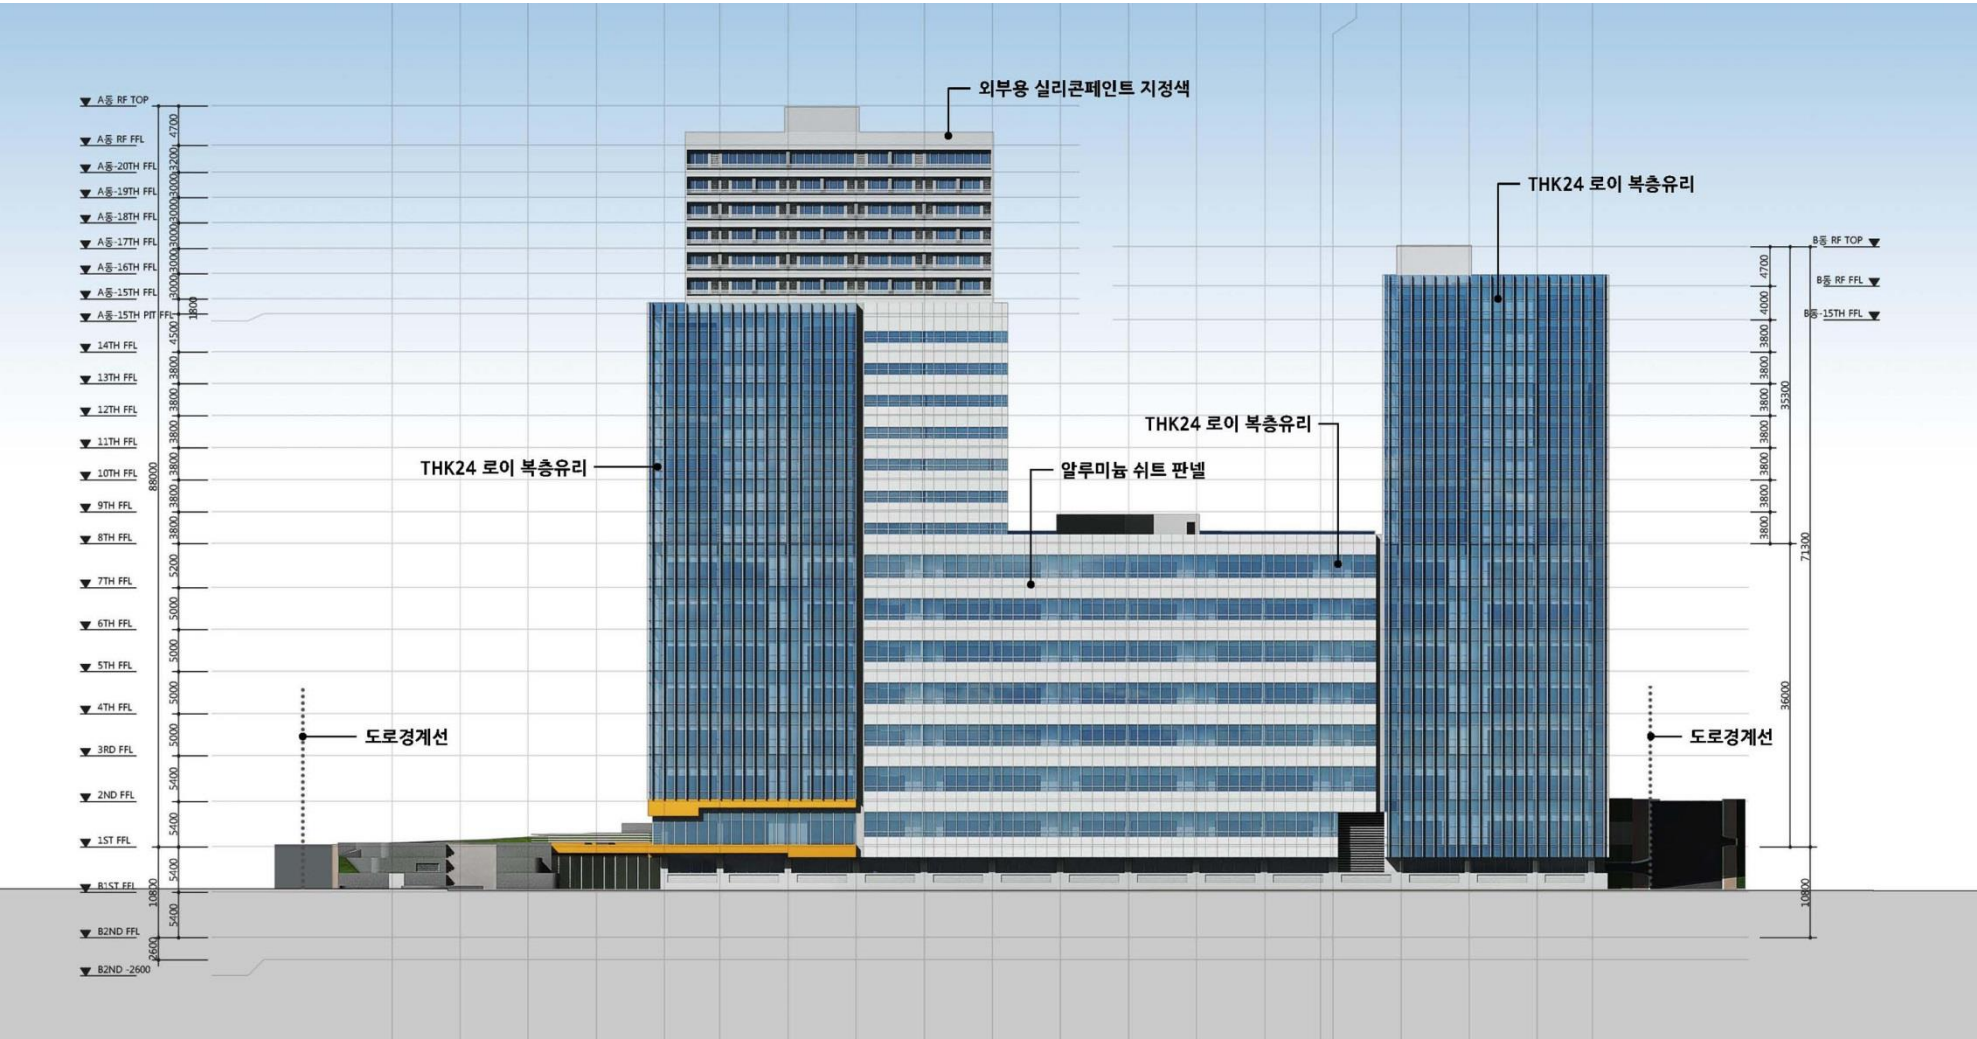 외부용 실리콘페인트 지정색
THK24 로이 복층유리
THK24 로이 복층유리
알루미늄 쉬트 판넬
THK24 로이 복층유리
도로경계선
도로경계선
A동 RF TOP
A동 RF FFL
A동-20TH FFL
A동-19TH FFL
A동-18TH FFL
A동-17TH FFL
A동-16TH FFL
A동-15TH FFL
A동-15TH PIT FFL
14TH FFL
13TH FFL
12TH FFL
11TH FFL
10TH FFL
9TH FFL
8TH FFL
7TH FFL
6TH FFL
5TH FFL
4TH FFL
3RD FFL
2ND FFL
1ST FFL
B1ST FFL
B2ND FFL
B2ND -2600
4700
3200
3000
3000
3000
3000
3000
1800
4500
3800
3800
3800
3800
3800
3800
5200
5000
5000
5000
5000
5400
5400
5400
5400
88000
10800
2600
B동 RF TOP
B동 RF FFL
B동-15TH FFL
4700
4000
3800
3800
3800
3800
3800
3800
3800
35300
36000
71300
10800